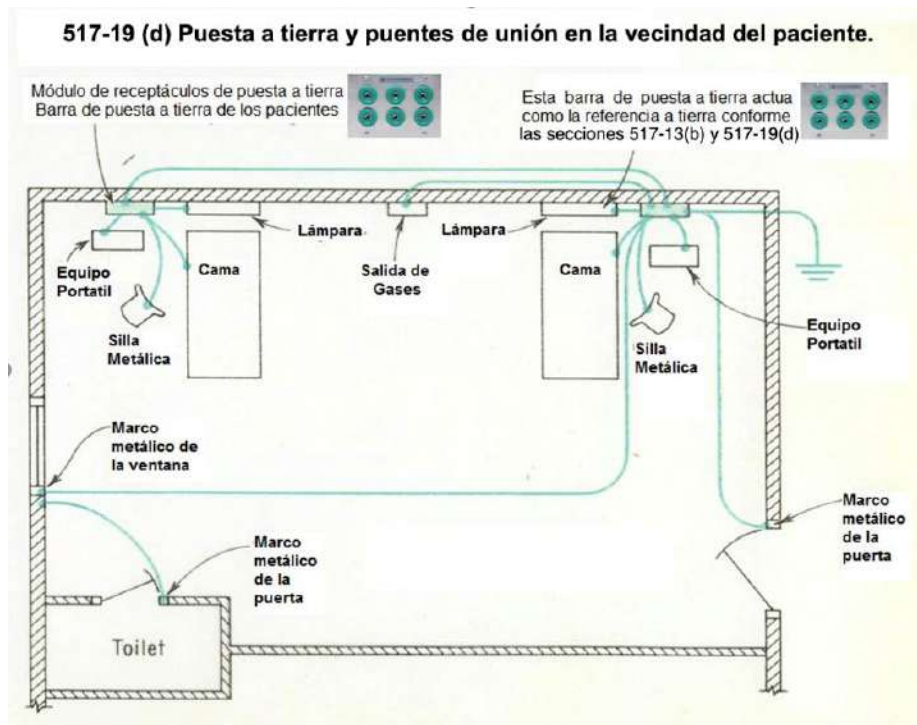 517-19 (d) Puesta a tierra y puentes de unión en la vecindad del paciente.
Módulo de receptáculos de puesta a tierra
Barra de puesta a tierra de los pacientes
Esta barra de puesta a tierra actua
como la referencia a tierra conforme
las secciones 517-13(b) y 517-19(d)
Lámpara
Lámpara
Equipo
Portatil
Cama
Salida de
Gases
Cama
Silla
Metálica
Silla
Metálica
Equipo
Portatil
Marco
metálico de
la ventana
Marco
metálico
de la
puerta
Marco
metálico
de la
puerta
Toilet